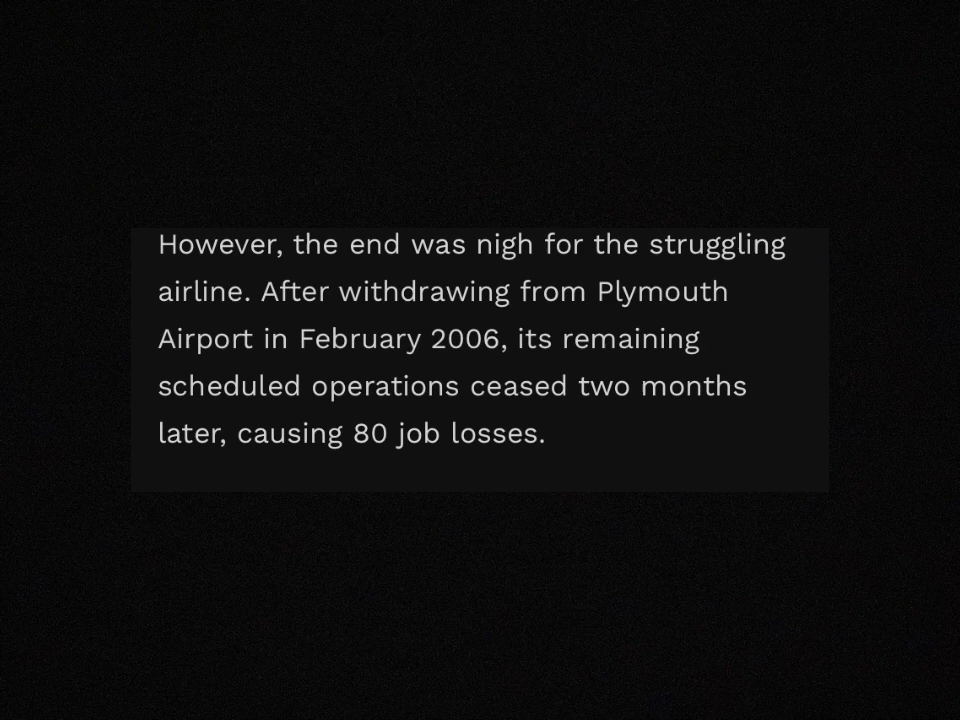 However, the end was nigh for the struggling
airline. After withdrawing from Plymouth
Airport in February 2006, its remaining
scheduled operations ceased two months
later, causing 80 job losses.